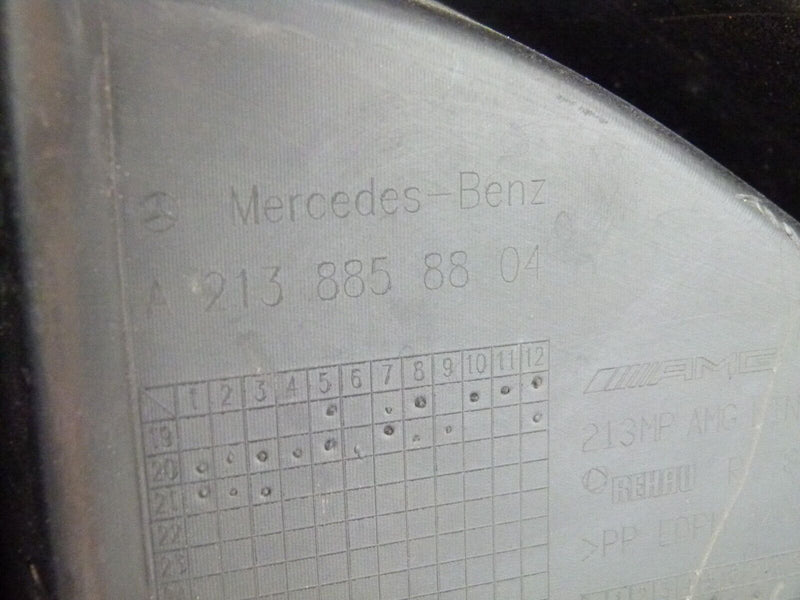 Mercedes-Benz
A 213 885 88 04
1 2 3 4 5 6 7 8 9 10 11 12
19
20
21
22
23
AMG
213MP AMG
REHAU
>PP